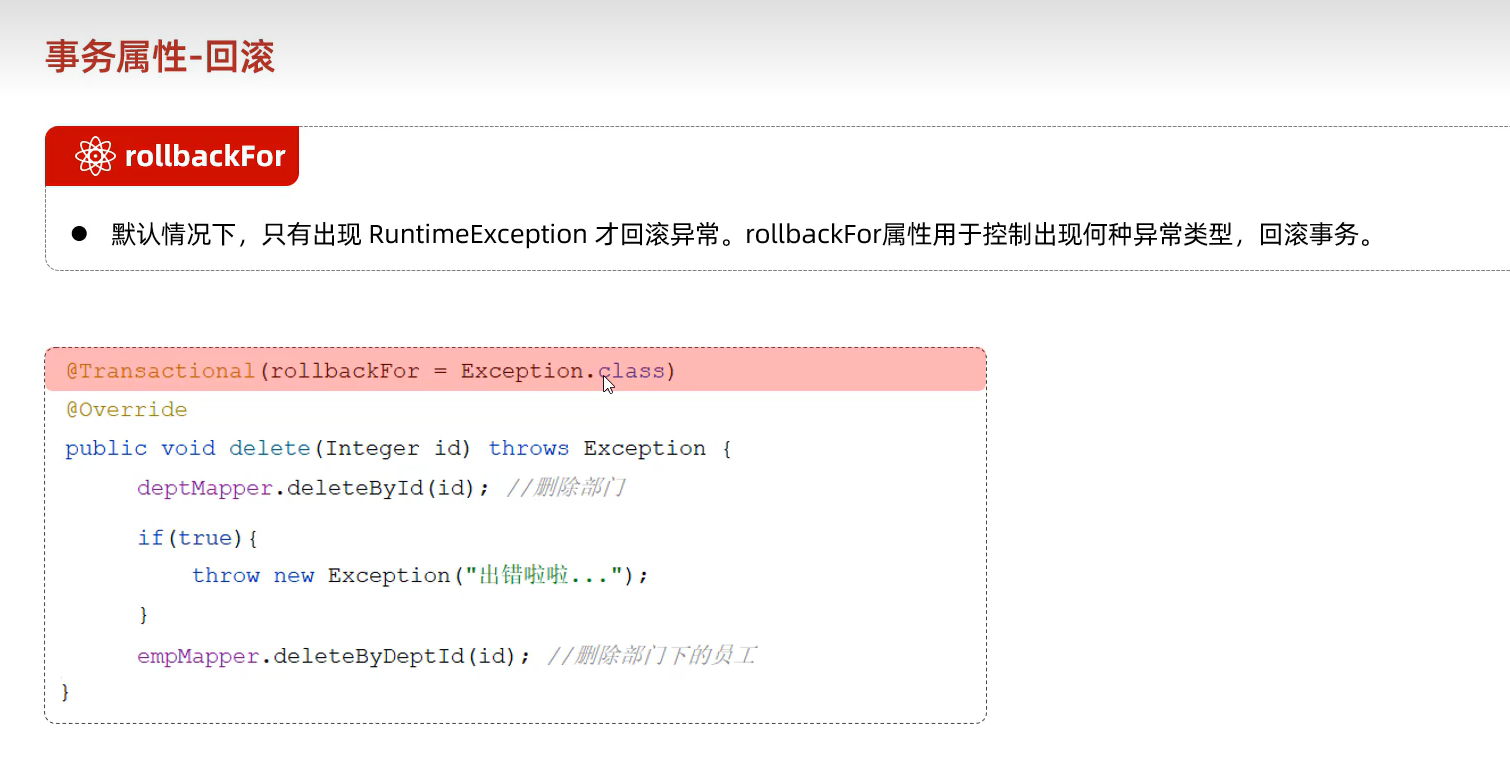 事务属性-回滚
rollbackFor
● 默认情况下，只有出现 RuntimeException 才回滚异常。rollbackFor属性用于控制出现何种异常类型，回滚事务。
@Transactional(rollbackFor = Exception.class)
@Override
public void delete(Integer id) throws Exception {
deptMapper.deleteById(id); //删除部门
if(true){
throw new Exception("出错啦啦...");
}
empMapper.deleteByDeptId(id); //删除部门下的员工
}